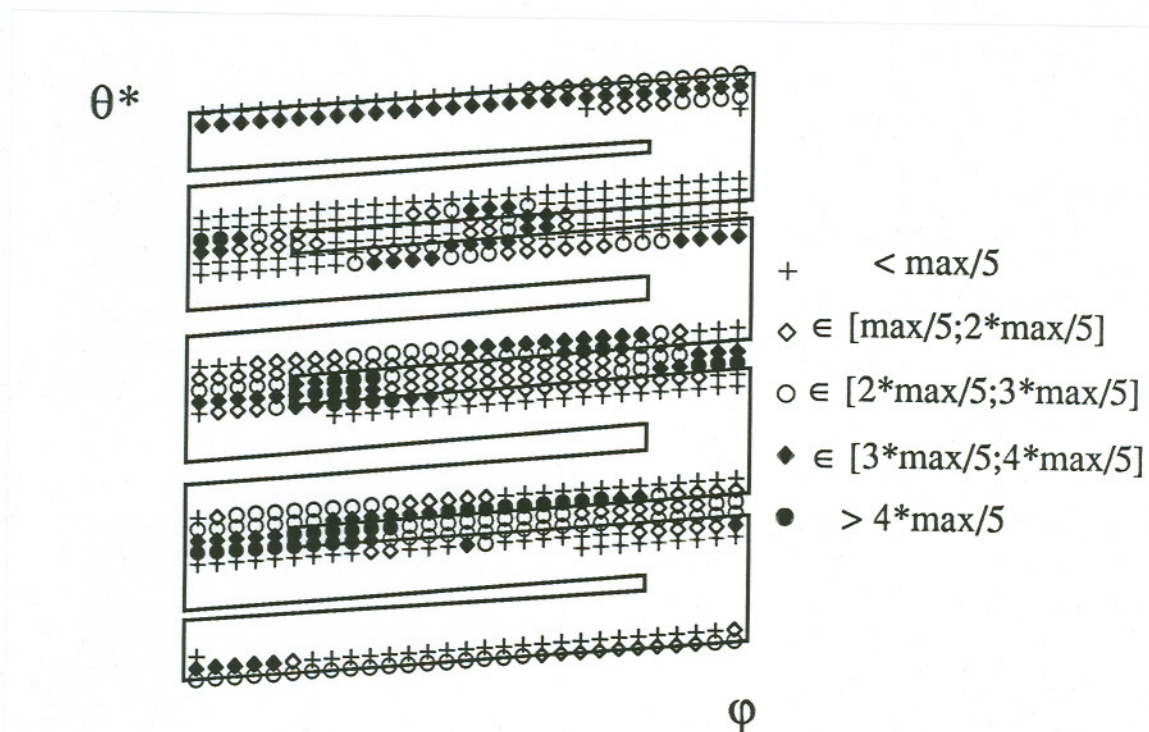 θ*
+ < max/5
◇ ∈ [max/5;2*max/5]
○ ∈ [2*max/5;3*max/5]
◆ ∈ [3*max/5;4*max/5]
● > 4*max/5
φ